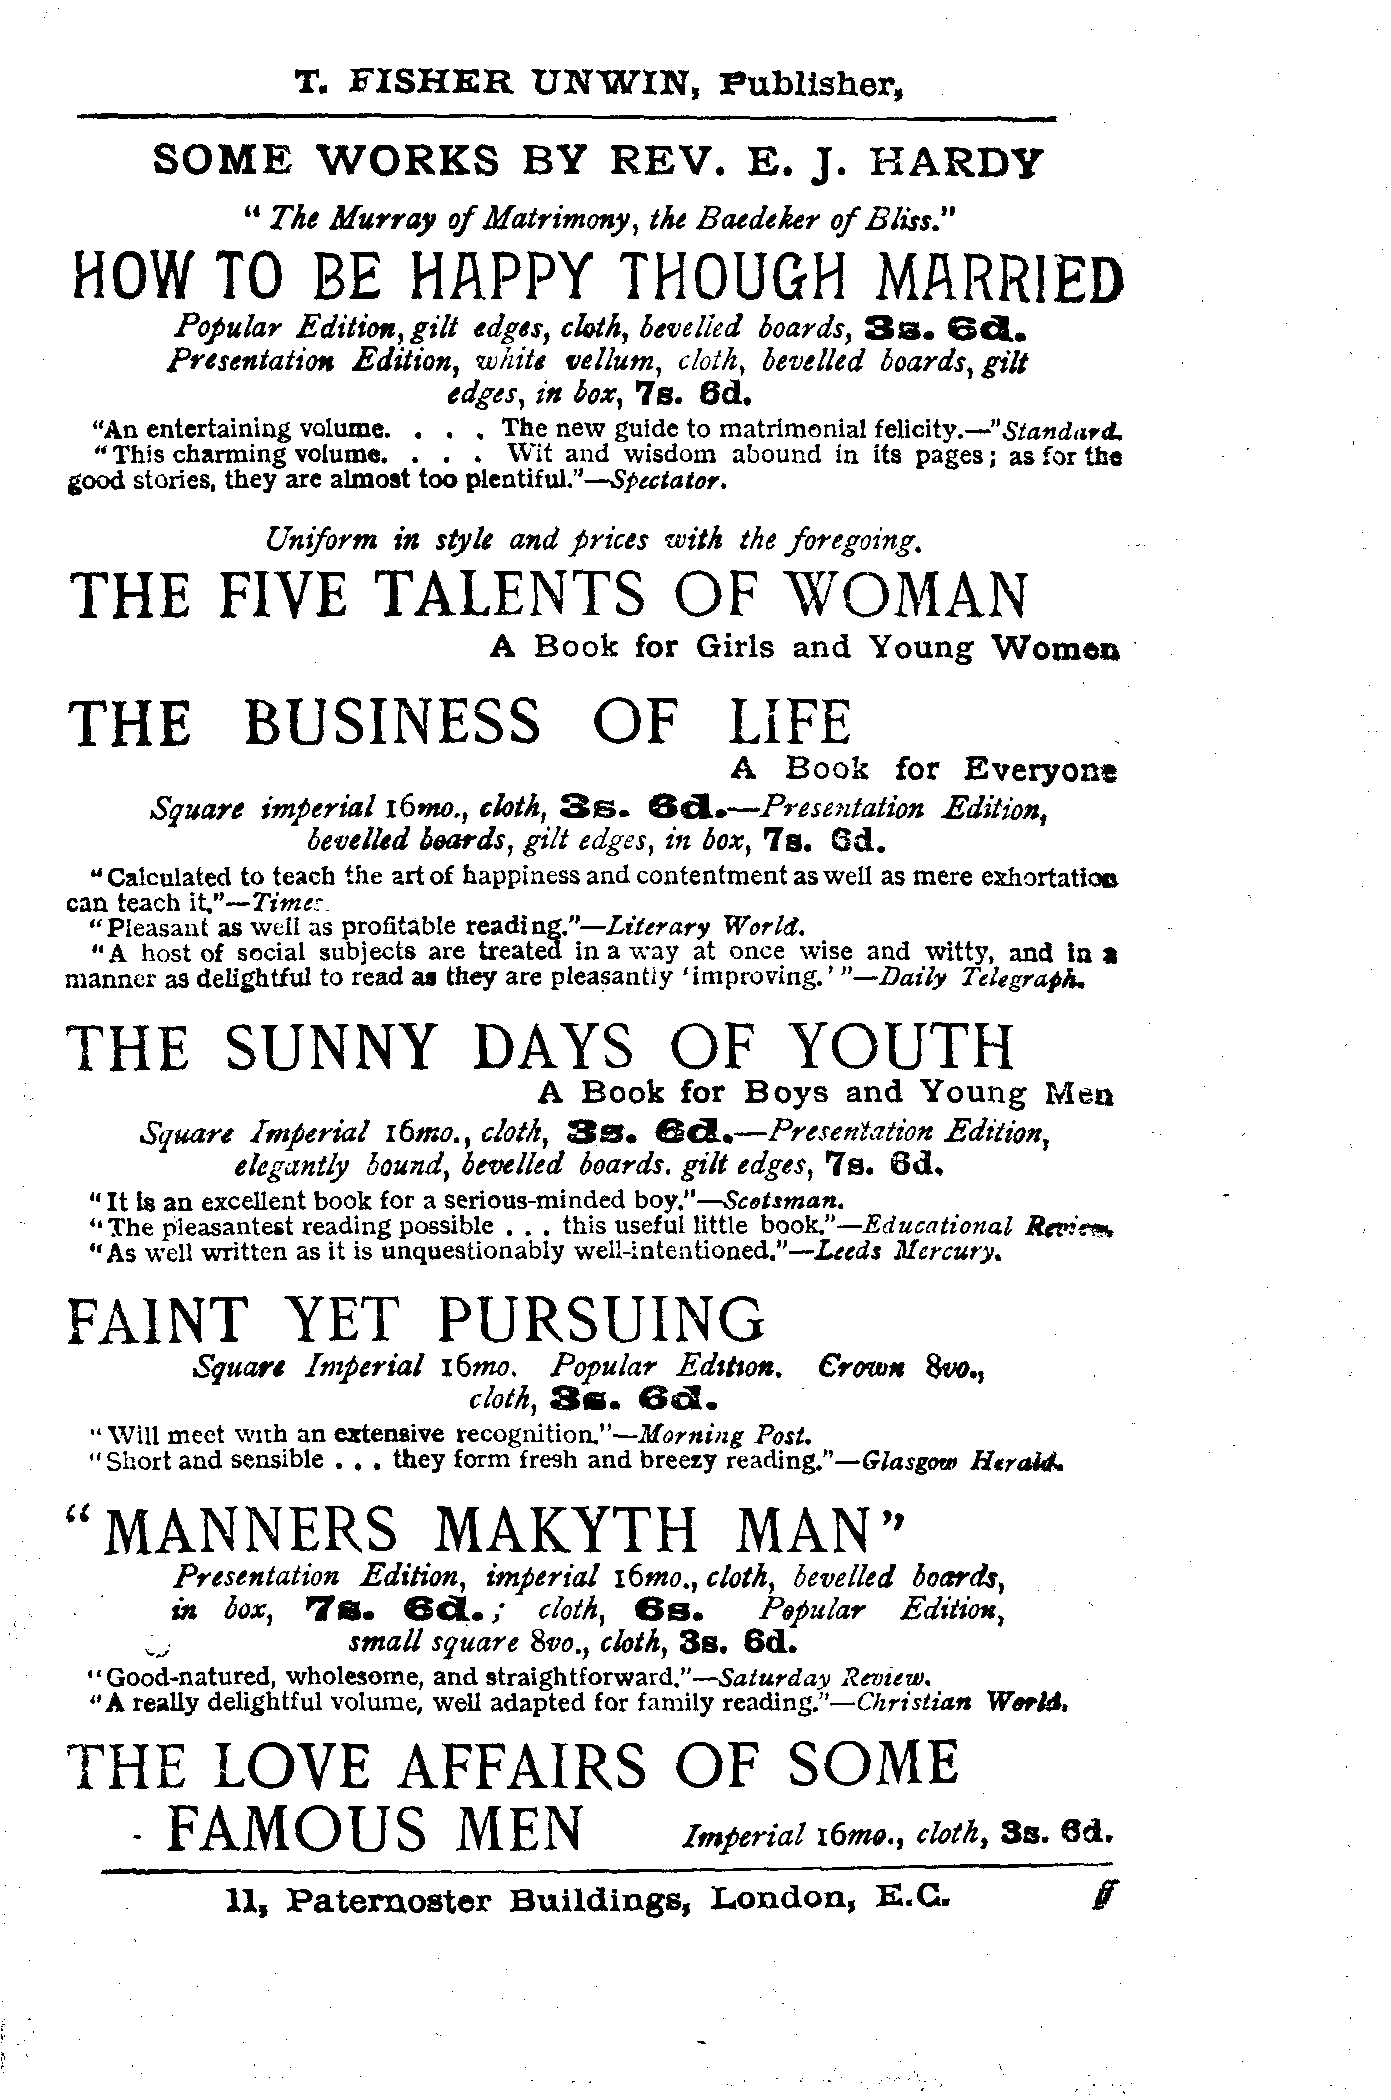 T. FISHER UNWIN, Publisher,
SOME WORKS BY REV. E. J. HARDY
" The Murray of Matrimony, the Baedeker of Bliss."
HOW TO BE HAPPY THOUGH MARRIED
Popular Edition, gilt edges, cloth, bevelled boards, 3s. 6d.
Presentation Edition, white vellum, cloth, bevelled boards, gilt
edges, in box, 7s. 6d.
"An entertaining volume. . . . The new guide to matrimonial felicity.—"Standard.
"This charming volume. . . . Wit and wisdom abound in its pages; as for the
good stories, they are almost too plentiful."—Spectator.
Uniform in style and prices with the foregoing.
THE FIVE TALENTS OF WOMAN
A Book for Girls and Young Women
THE BUSINESS OF LIFE
A Book for Everyone
Square imperial 16mo., cloth, 3s. 6d.—Presentation Edition,
bevelled boards, gilt edges, in box, 7s. 6d.
"Calculated to teach the art of happiness and contentment as well as mere exhortation
can teach it."—Times.
"Pleasant as well as profitable reading."—Literary World.
"A host of social subjects are treated in a way at once wise and witty, and in a
manner as delightful to read as they are pleasantly 'improving.'"—Daily Telegraph.
THE SUNNY DAYS OF YOUTH
A Book for Boys and Young Men
Square Imperial 16mo., cloth, 3s. 6d.—Presentation Edition,
elegantly bound, bevelled boards. gilt edges, 7s. 6d.
"It is an excellent book for a serious-minded boy."—Scotsman.
"The pleasantest reading possible . . . this useful little book."—Educational Review.
"As well written as it is unquestionably well-intentioned."—Leeds Mercury.
FAINT YET PURSUING
Square Imperial 16mo. Popular Edition. Crown 8vo.,
cloth, 3s. 6d.
"Will meet with an extensive recognition."—Morning Post.
"Short and sensible . . . they form fresh and breezy reading."—Glasgow Herald.
"MANNERS MAKYTH MAN"
Presentation Edition, imperial 16mo., cloth, bevelled boards,
in box, 7s. 6d.; cloth, 6s. Popular Edition,
small square 8vo., cloth, 3s. 6d.
"Good-natured, wholesome, and straightforward."—Saturday Review.
"A really delightful volume, well adapted for family reading."—Christian World.
THE LOVE AFFAIRS OF SOME
FAMOUS MEN Imperial 16mo., cloth, 3s. 6d.
11, Paternoster Buildings, London, E.C.